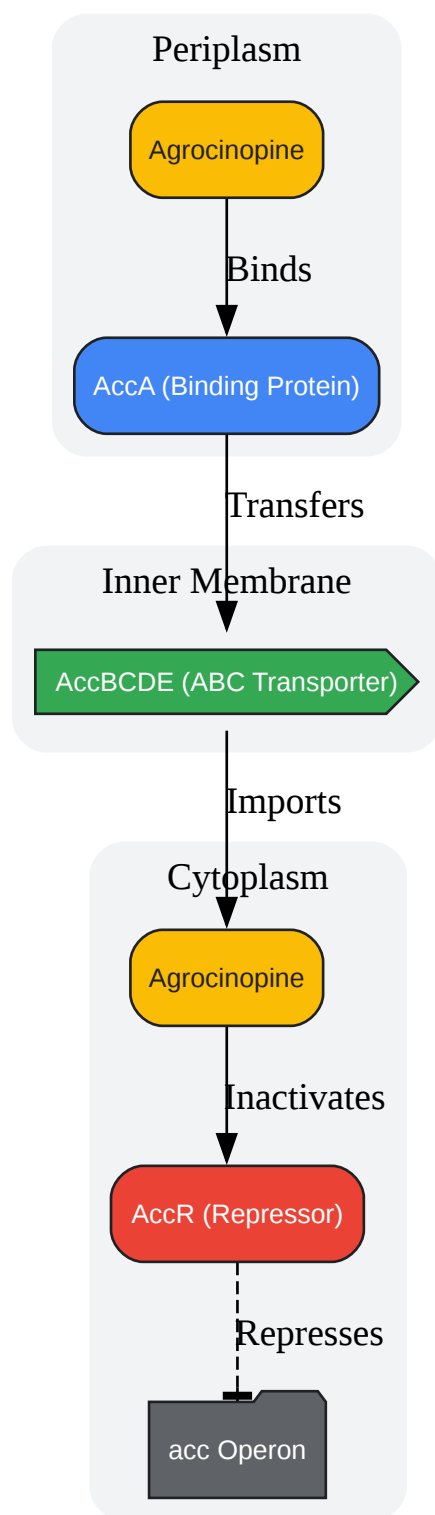 Periplasm
Agrocinopine
Binds
AccA (Binding Protein)
Transfers
Inner Membrane
AccBCDE (ABC Transporter)
Imports
Cytoplasm
Agrocinopine
Inactivates
AccR (Repressor)
Represses
acc Operon